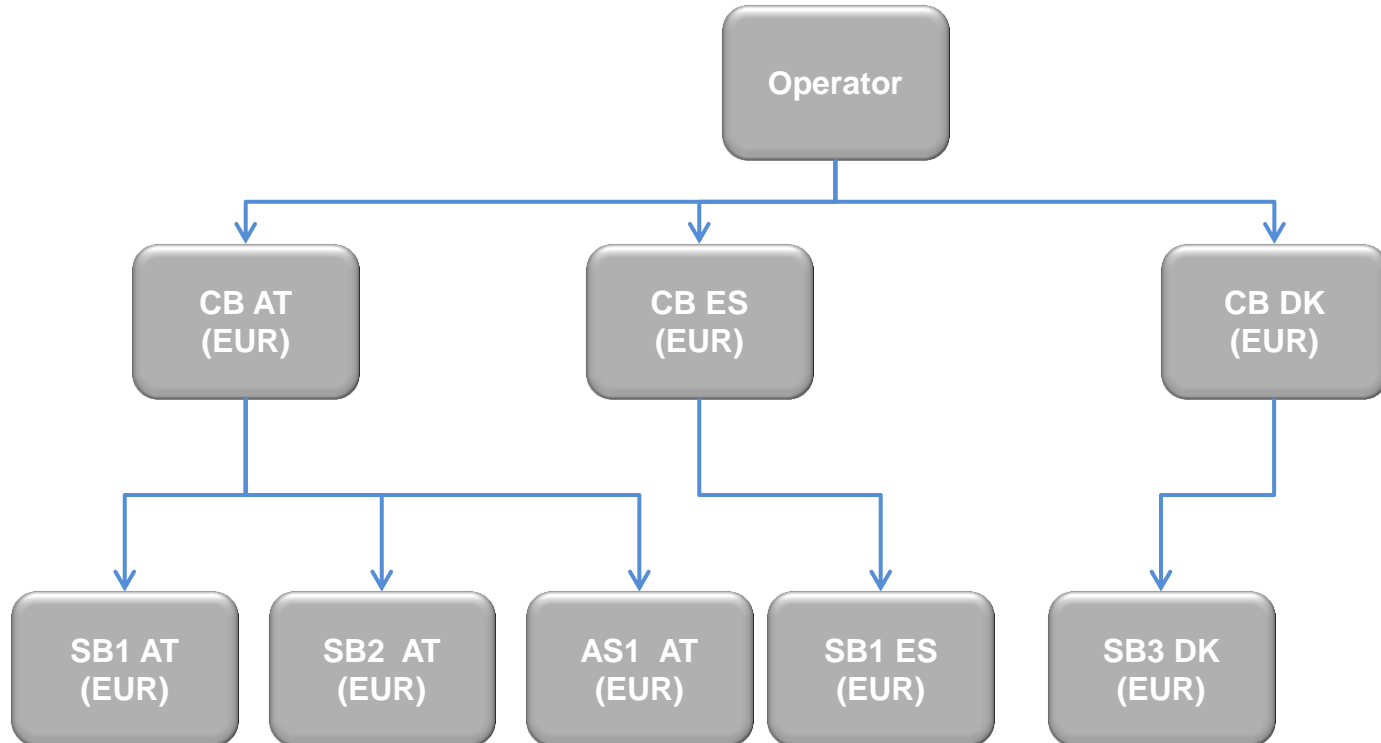 Operator
CB AT
(EUR)
CB ES
(EUR)
CB DK
(EUR)
SB1 AT
(EUR)
SB2  AT
(EUR)
AS1  AT
(EUR)
SB1 ES
(EUR)
SB3 DK
(EUR)